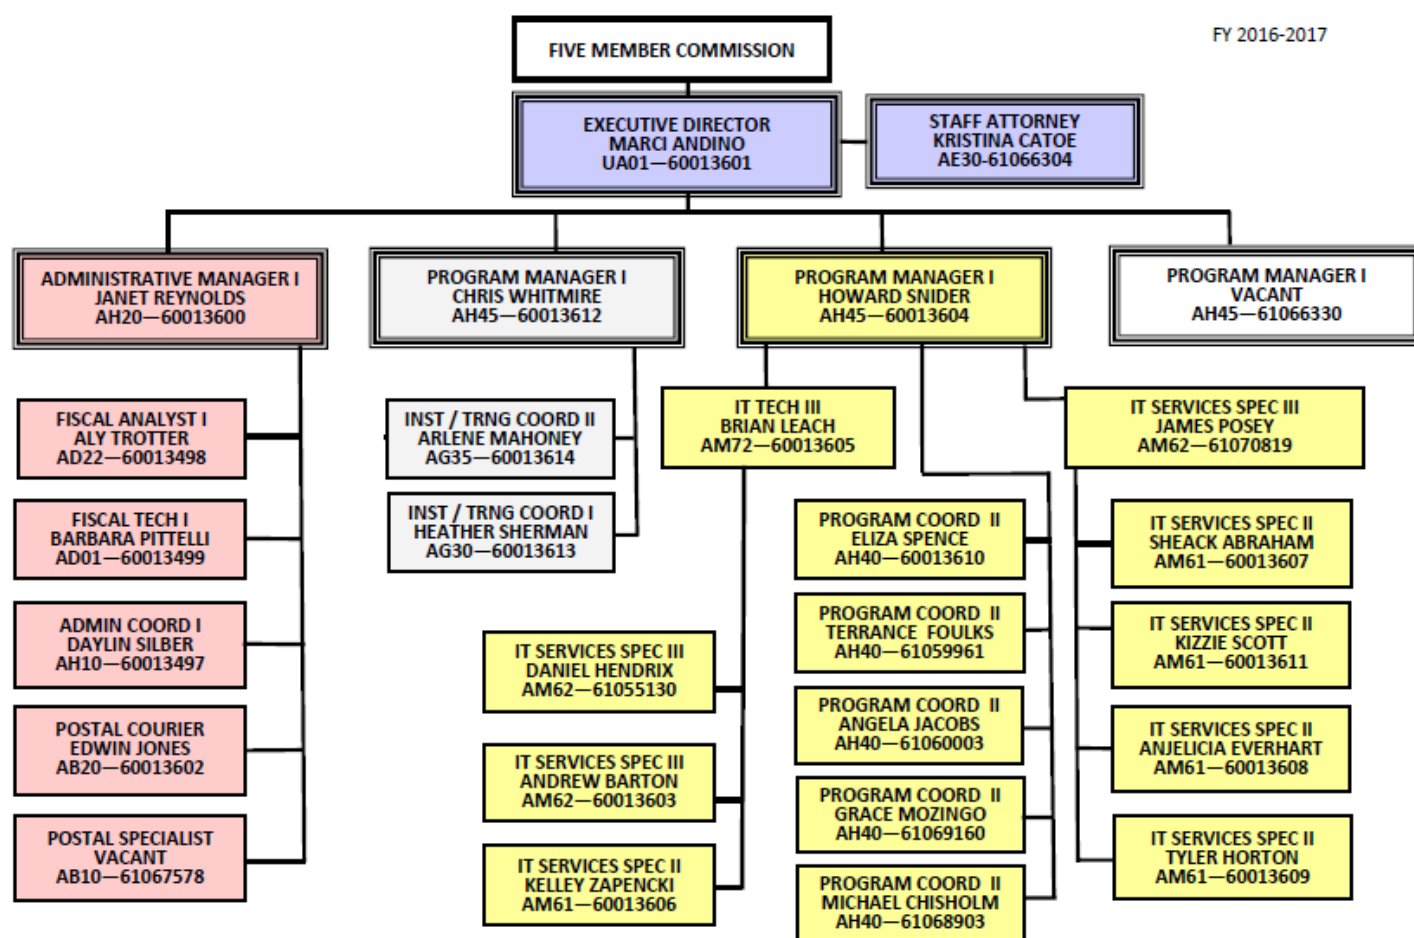 FY 2016-2017
FIVE MEMBER COMMISSION
EXECUTIVE DIRECTOR
MARCI ANDINO
UA01—60013601
STAFF ATTORNEY
KRISTINA CATOE
AE30-61066304
ADMINISTRATIVE MANAGER I
JANET REYNOLDS
AH20—60013600
PROGRAM MANAGER I
CHRIS WHITMIRE
AH45—60013612
PROGRAM MANAGER I
HOWARD SNIDER
AH45—60013604
PROGRAM MANAGER I
VACANT
AH45—61066330
FISCAL ANALYST I
ALY TROTTER
AD22—60013498
FISCAL TECH I
BARBARA PITTELLI
AD01—60013499
ADMIN COORD I
DAYLIN SILBER
AH10—60013497
POSTAL COURIER
EDWIN JONES
AB20—60013602
POSTAL SPECIALIST
VACANT
AB10—61067578
INST / TRNG COORD II
ARLENE MAHONEY
AG35—60013614
INST / TRNG COORD I
HEATHER SHERMAN
AG30—60013613
IT TECH III
BRIAN LEACH
AM72—60013605
IT SERVICES SPEC III
DANIEL HENDRIX
AM62—61055130
IT SERVICES SPEC III
ANDREW BARTON
AM62—60013603
IT SERVICES SPEC II
KELLEY ZAPENCKI
AM61—60013606
PROGRAM COORD  II
ELIZA SPENCE
AH40—60013610
PROGRAM COORD  II
TERRANCE  FOULKS
AH40—61059961
PROGRAM COORD  II
ANGELA JACOBS
AH40—61060003
PROGRAM COORD  II
GRACE MOZINGO
AH40—61069160
PROGRAM COORD  II
MICHAEL CHISHOLM
AH40—61068903
IT SERVICES SPEC III
JAMES POSEY
AM62—61070819
IT SERVICES SPEC II
SHEACK ABRAHAM
AM61—60013607
IT SERVICES SPEC II
KIZZIE SCOTT
AM61—60013611
IT SERVICES SPEC II
ANJELICIA EVERHART
AM61—60013608
IT SERVICES SPEC II
TYLER HORTON
AM61—60013609